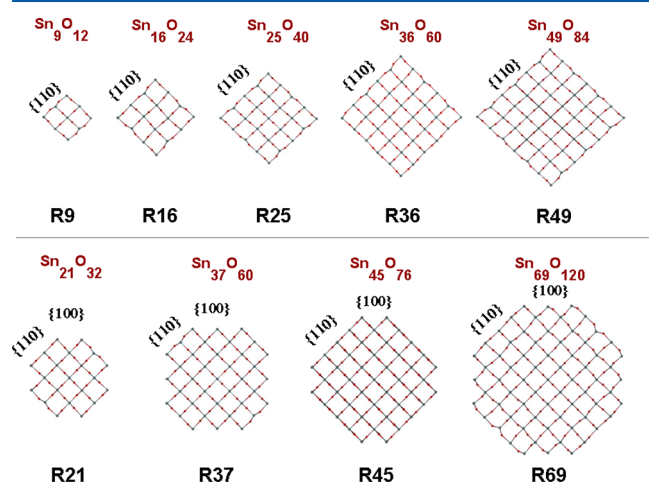 Sn9O12 Sn16O24 Sn25O40 Sn36O60 Sn49O84
{110} {110} {110} {110} {110}
R9 R16 R25 R36 R49
Sn21O32 Sn37O60 Sn45O76 Sn69O120
{100} {100} {100} {100}
{110} {110} {110} {110}
R21 R37 R45 R69